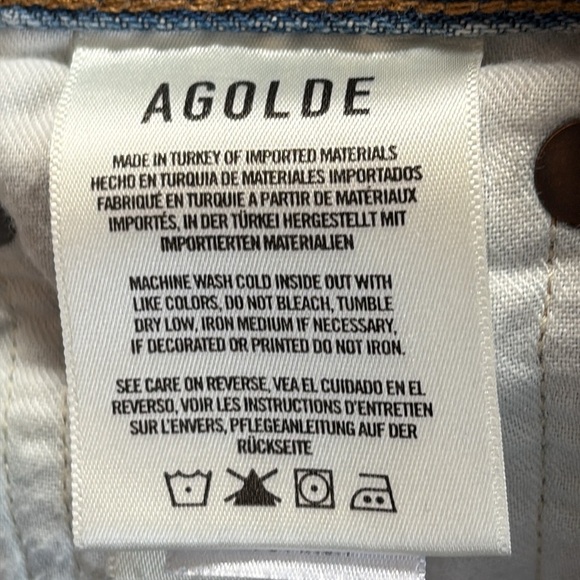 AGOLDE
MADE IN TURKEY OF IMPORTED MATERIALS
HECHO EN TURQUIA DE MATERIALES IMPORTADOS
FABRIQUÉ EN TURQUIE A PARTIR DE MATÉRIAUX
IMPORTÉS, IN DER TÜRKEI HERGESTELLT MIT
IMPORTIERTEN MATERIALIEN
MACHINE WASH COLD INSIDE OUT WITH
LIKE COLORS, DO NOT BLEACH, TUMBLE
DRY LOW, IRON MEDIUM IF NECESSARY,
IF DECORATED OR PRINTED DO NOT IRON.
SEE CARE ON REVERSE, VEA EL CUIDADO EN EL
REVERSO, VOIR LES INSTRUCTIONS D'ENTRETIEN
SUR L'ENVERS, PFLEGEANLEITUNG AUF DER
RÜCKSEITE